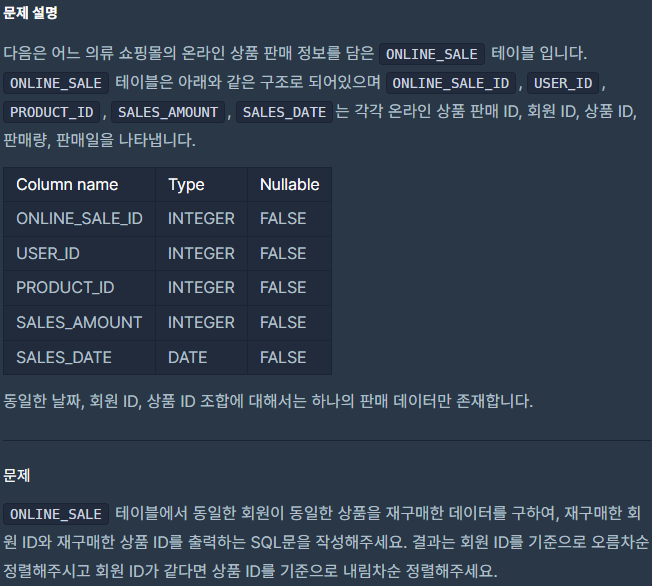 문제 설명
다음은 어느 의류 쇼핑몰의 온라인 상품 판매 정보를 담은 ONLINE_SALE 테이블 입니다.
ONLINE_SALE 테이블은 아래와 같은 구조로 되어있으며 ONLINE_SALE_ID, USER_ID,
PRODUCT_ID, SALES_AMOUNT, SALES_DATE는 각각 온라인 상품 판매 ID, 회원 ID, 상품 ID,
판매량, 판매일을 나타냅니다.
Column name Type Nullable
ONLINE_SALE_ID INTEGER FALSE
USER_ID INTEGER FALSE
PRODUCT_ID INTEGER FALSE
SALES_AMOUNT INTEGER FALSE
SALES_DATE DATE FALSE
동일한 날짜, 회원 ID, 상품 ID 조합에 대해서는 하나의 판매 데이터만 존재합니다.
문제
ONLINE_SALE 테이블에서 동일한 회원이 동일한 상품을 재구매한 데이터를 구하여, 재구매한 회
원 ID와 재구매한 상품 ID를 출력하는 SQL문을 작성해주세요. 결과는 회원 ID를 기준으로 오름차순
정렬해주시고 회원 ID가 같다면 상품 ID를 기준으로 내림차순 정렬해주세요.